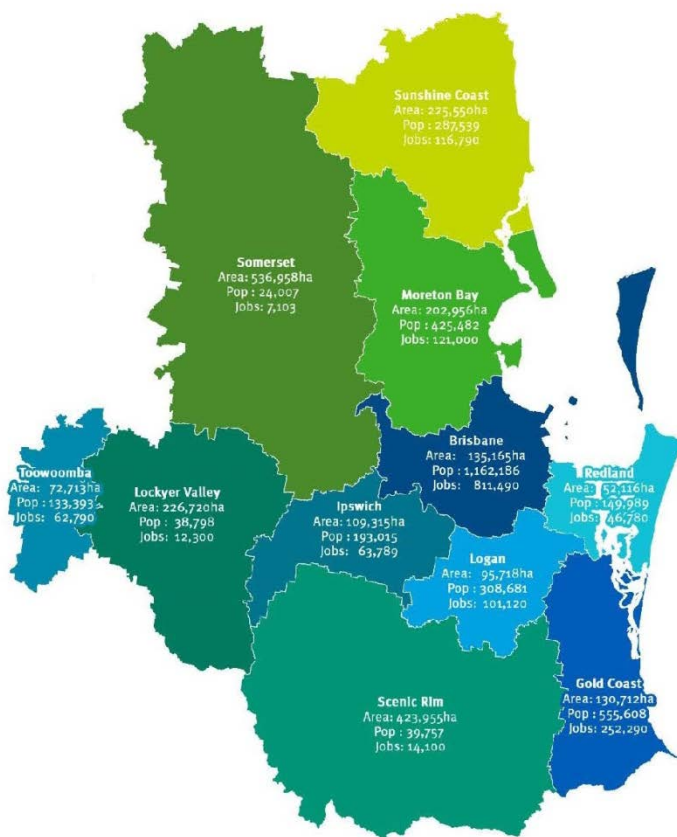 Sunshine Coast
Area: 225,550ha
Pop : 287,539
Jobs: 116,790
Somerset
Area: 536,958ha
Pop : 24,007
Jobs: 7,103
Moreton Bay
Area: 202,956ha
Pop : 425,482
Jobs: 121,000
Brisbane
Area: 135,165ha
Pop : 1,162,186
Jobs: 811,490
Redland
Area: 52,116ha
Pop : 149,989
Jobs: 46,780
Toowoomba
Area: 72,713ha
Pop : 133,393
Jobs: 62,790
Lockyer Valley
Area: 226,720ha
Pop : 38,798
Jobs: 12,300
Ipswich
Area: 109,315ha
Pop : 193,015
Jobs: 63,789
Logan
Area: 95,718ha
Pop : 308,681
Jobs: 101,120
Gold Coast
Area: 130,712ha
Pop : 555,608
Jobs: 252,290
Scenic Rim
Area: 423,955ha
Pop : 39,757
Jobs: 14,100